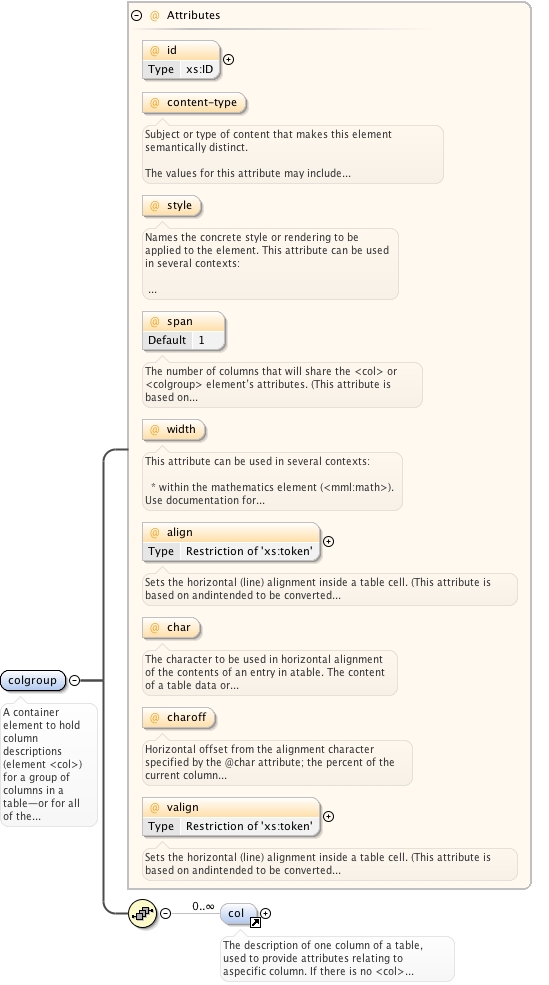 @ Attributes
@ id
Type xs:ID
@ content-type
Subject or type of content that makes this element
semantically distinct.
The values for this attribute may include...
@ style
Names the concrete style or rendering to be
applied to the element. This attribute can be used
in several contexts:
...
@ span
Default 1
The number of columns that will share the <col> or
<colgroup> element's attributes. (This attribute is
based on...
@ width
This attribute can be used in several contexts:
* within the mathematics element (<mml:math>).
Use documentation for...
@ align
Type Restriction of 'xs:token'
Sets the horizontal (line) alignment inside a table cell. (This attribute is
based on andintended to be converted...
@ char
The character to be used in horizontal alignment
of the contents of an entry in atable. The content
of a table data or...
@ charoff
Horizontal offset from the alignment character
specified by the @char attribute; the percent of the
current column...
@ valign
Type Restriction of 'xs:token'
Sets the horizontal (line) alignment inside a table cell. (This attribute is
based on andintended to be converted...
colgroup
A container
element to hold
column
descriptions
(element <col>)
for a group of
columns in a
table—or for all
of the...
0..∞
col
The description of one column of a table,
used to provide attributes relating to
aspecific column. If there is no <col>...